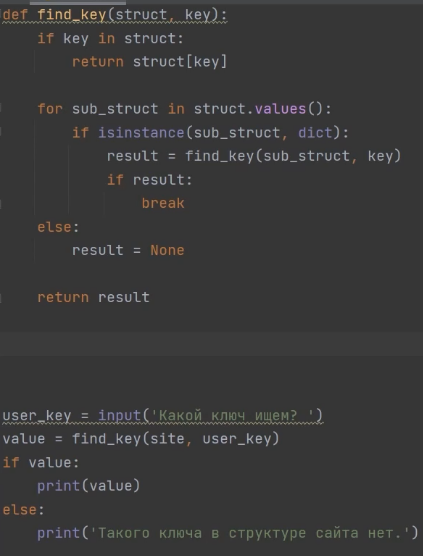 def find_key(struct, key):
    if key in struct:
        return struct[key]
    for sub_struct in struct.values():
        if isinstance(sub_struct, dict):
            result = find_key(sub_struct, key)
            if result:
                break
    else:
        result = None
    return result
user_key = input('Какой ключ ищем? ')
value = find_key(site, user_key)
if value:
    print(value)
else:
    print('Такого ключа в структуре сайта нет.')